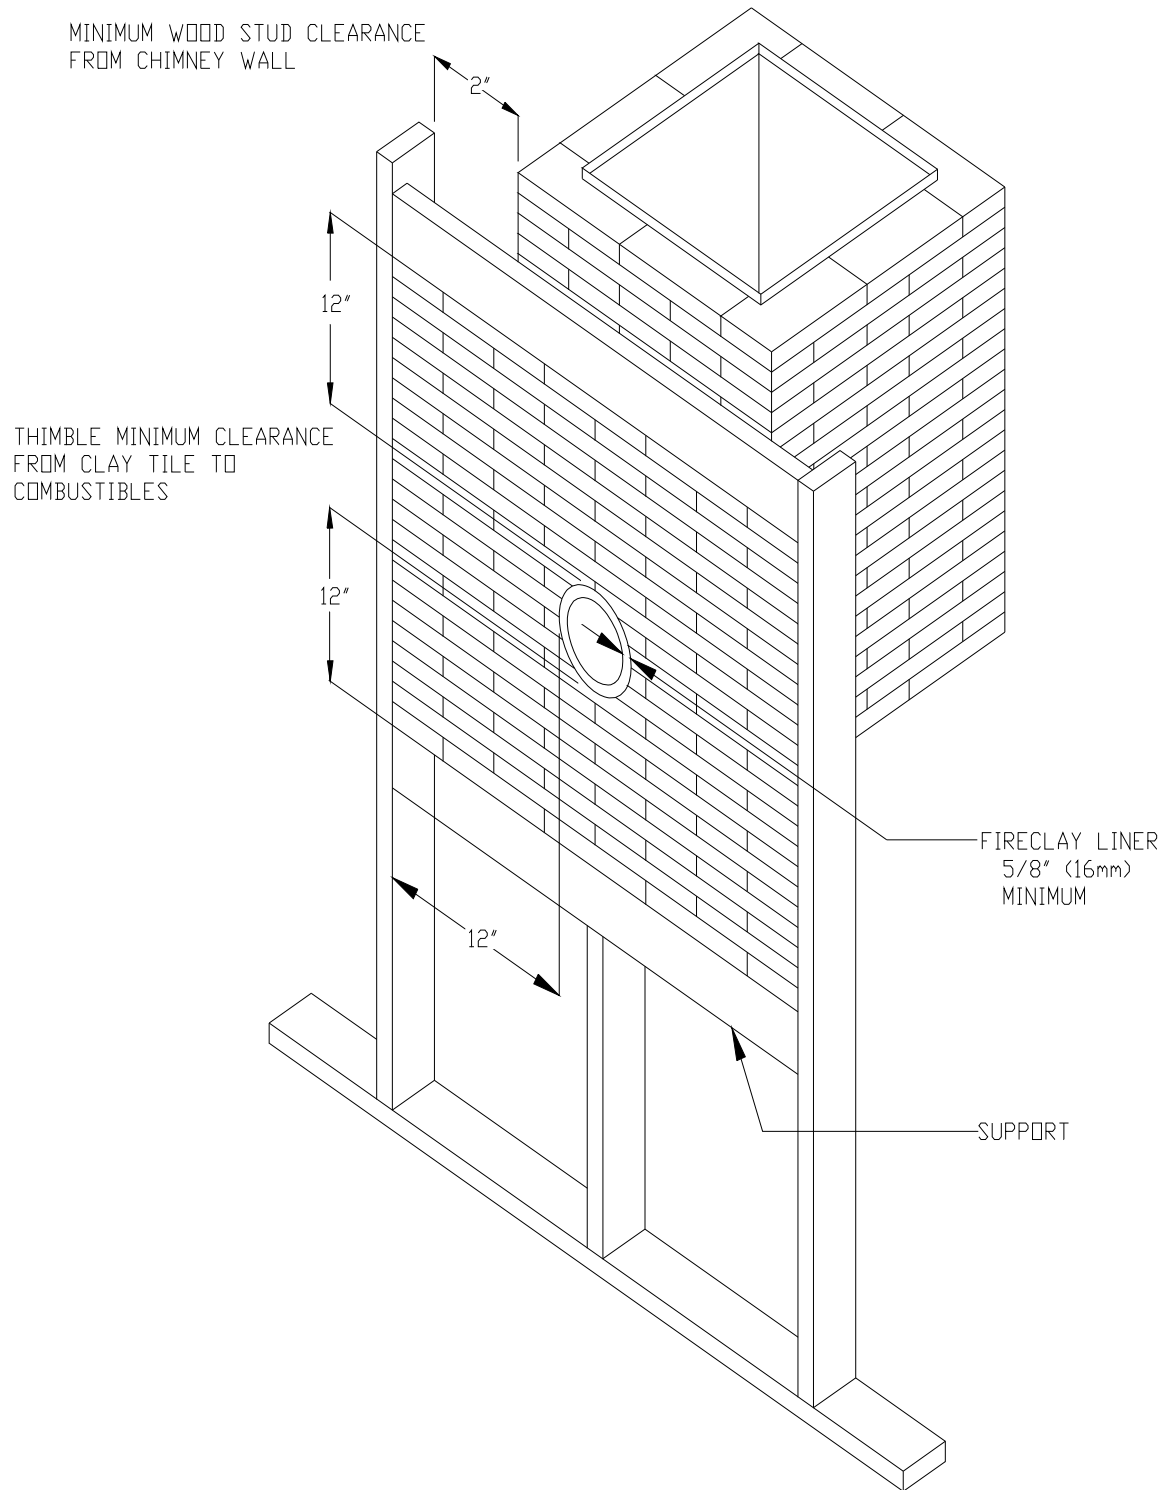 MINIMUM WOOD STUD CLEARANCE
FROM CHIMNEY WALL
2"
12"
THIMBLE MINIMUM CLEARANCE
FROM CLAY TILE TO
COMBUSTIBLES
12"
FIRECLAY LINER
5/8" (16mm)
MINIMUM
12"
SUPPORT